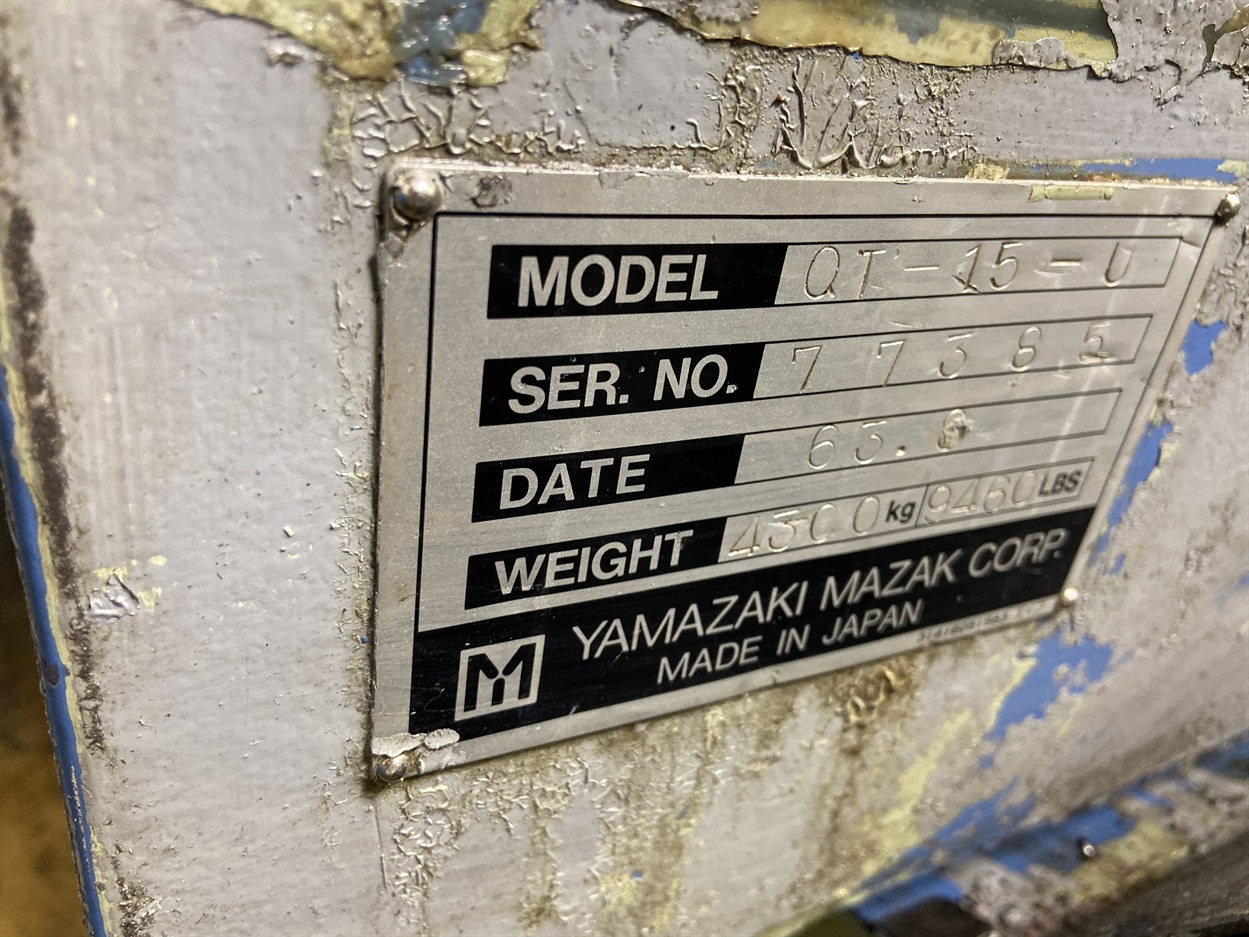 MODEL QT-15-U
SER. NO. 77385
DATE 63.8
WEIGHT 4300 kg 9460 LBS
YAMAZAKI MAZAK CORP.
MADE IN JAPAN